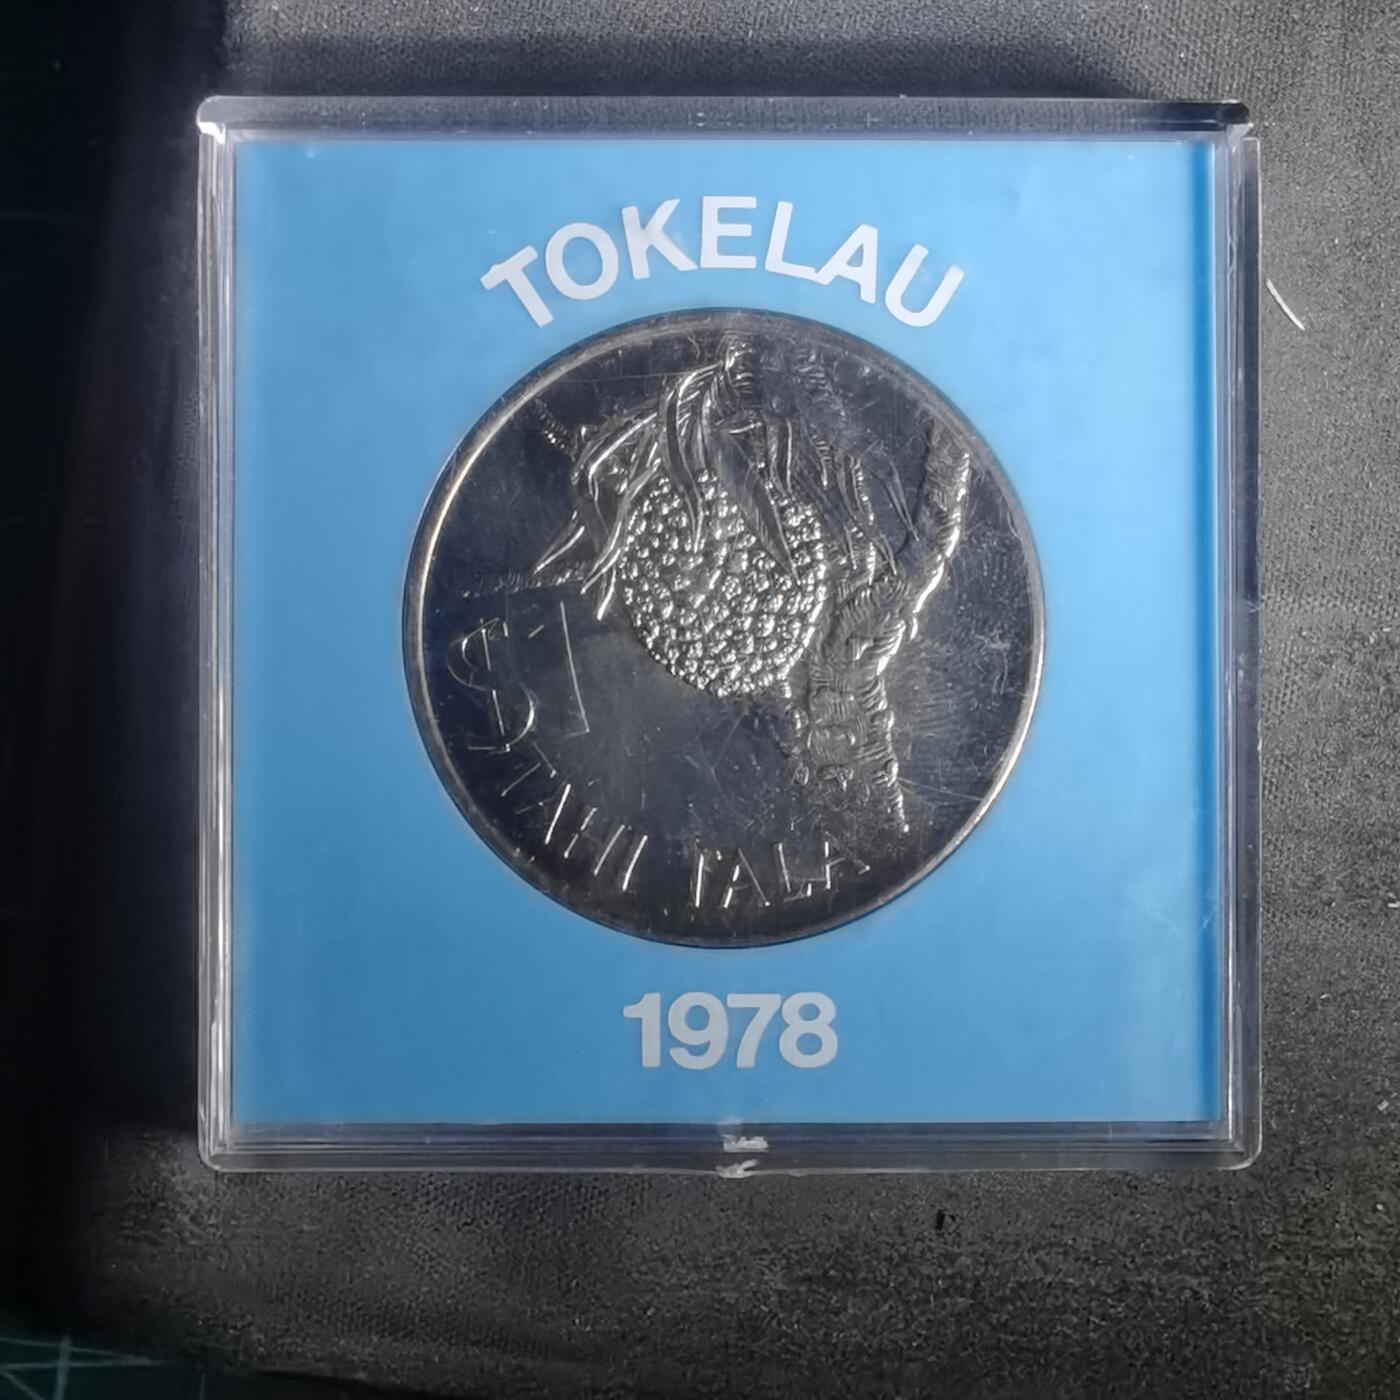 TOKELAU
$1
TAHI TALA
1978